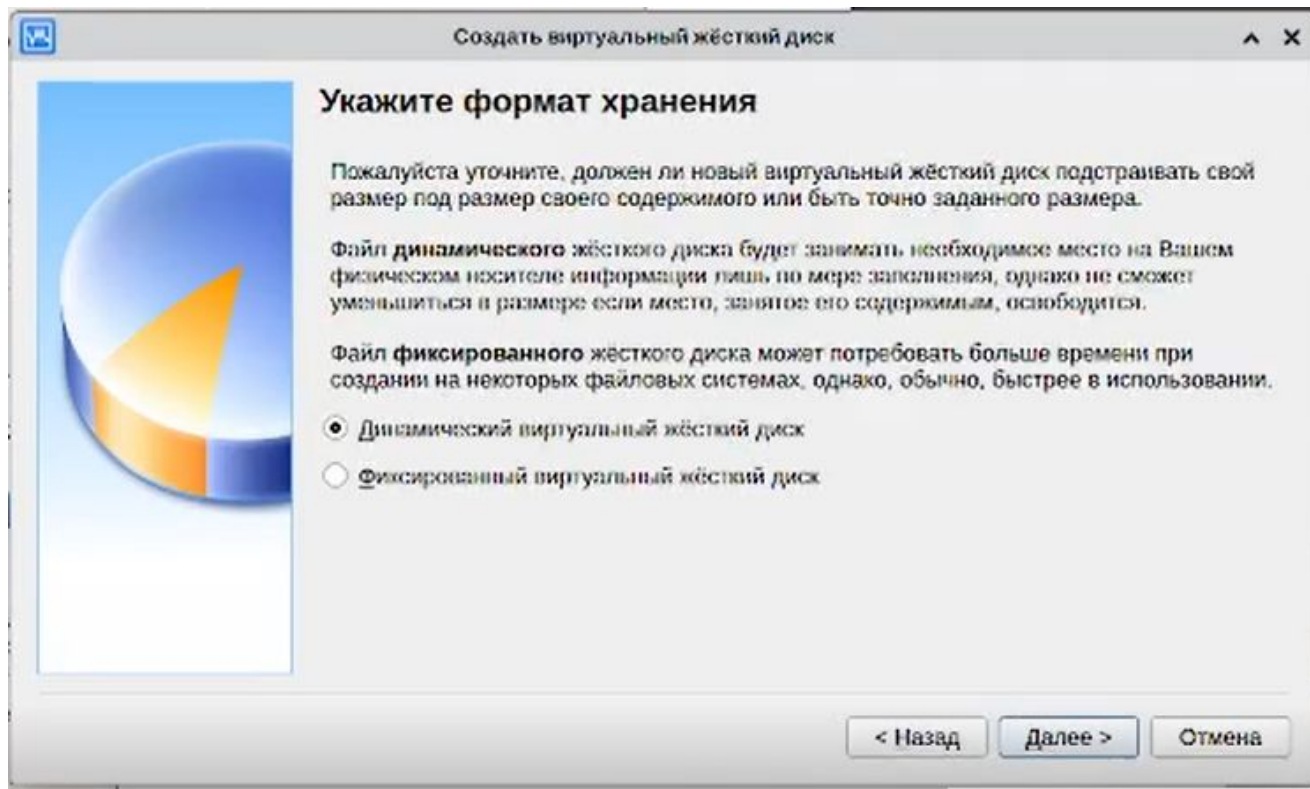 Создать виртуальный жёсткий диск
Укажите формат хранения
Пожалуйста уточните, должен ли новый виртуальный жёсткий диск подстраивать свой
размер под размер своего содержимого или быть точно заданного размера.
Файл динамического жёсткого диска будет занимать необходимое место на Вашем
физическом носителе информации лишь по мере заполнения, однако не сможет
уменьшиться в размере если место, занятое его содержимым, освободится.
Файл фиксированного жёсткого диска может потребовать больше времени при
создании на некоторых файловых системах, однако, обычно, быстрее в использовании.
Динамический виртуальный жёсткий диск
Фиксированный виртуальный жёсткий диск
< Назад
Далее >
Отмена